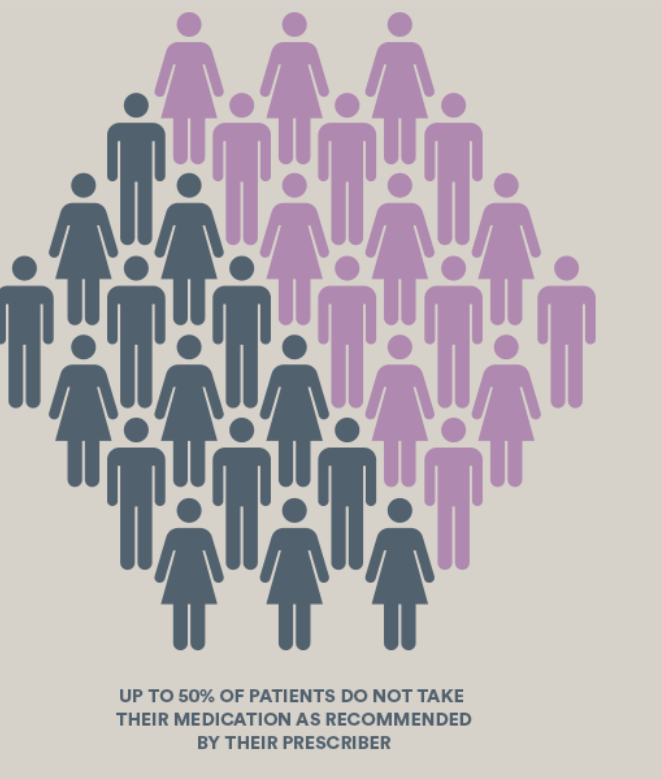 UP TO 50% OF PATIENTS DO NOT TAKE
THEIR MEDICATION AS RECOMMENDED
BY THEIR PRESCRIBER